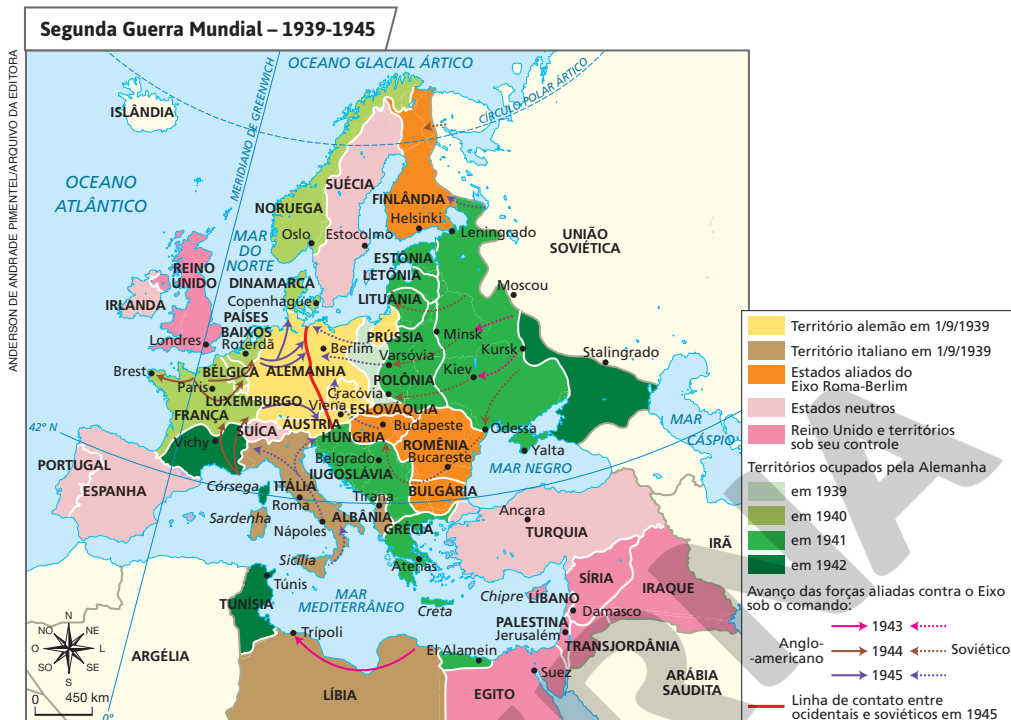 Segunda Guerra Mundial – 1939-1945
ANDERSON DE ANDRADE PIMENTEL/ARQUIVO DA EDITORA
OCEANO GLACIAL ÁRTICO
CÍRCULO POLAR ÁRTICO
MERIDIANO DE GREENWICH
ISLÂNDIA
OCEANO
ATLÂNTICO
SUÉCIA
FINLÂNDIA
NORUEGA
Helsinki
Oslo
Estocolmo
Leningrado
UNIÃO
SOVIÉTICA
MAR
DO
NORTE
ESTÔNIA
LETÔNIA
REINO
UNIDO
DINAMARCA
LITUÂNIA
Moscou
IRLANDA
Copenhague
PAÍSES
BAIXOS
Roterdã
PRÚSSIA
Minsk
Londres
Berlim
Varsóvia
Kursk
Stalingrado
Brest
BÉLGICA
ALEMANHA
POLÔNIA
Kiev
Paris
LUXEMBURGO
Cracóvia
Viena
ESLOVÁQUIA
FRANÇA
ÁUSTRIA
Budapeste
42º N
Vichy
SUÍÇA
HUNGRIA
ROMÊNIA
Odessa
MAR
CÁSPIO
Belgrado
Bucareste
Yalta
PORTUGAL
IUGOSLÁVIA
MAR NEGRO
ESPANHA
Córsega
ITÁLIA
Roma
Tirana
BULGÁRIA
Sardenha
Nápoles
ALBÂNIA
GRÉCIA
Ancara
TURQUIA
IRÃ
Sicília
Atenas
Túnis
TUNÍSIA
MAR
MEDITERRÂNEO
Creta
Chipre
SÍRIA
LÍBANO
IRAQUE
Damasco
PALESTINA
Jerusalém
TRANSJORDÂNIA
Trípoli
El Alamein
Suez
ARGÉLIA
LÍBIA
EGITO
ARÁBIA
SAUDITA
N
NO
NE
O
L
SO
SE
S
0
450 km
0º
Território alemão em 1/9/1939
Território italiano em 1/9/1939
Estados aliados do
Eixo Roma-Berlim
Estados neutros
Reino Unido e territórios
sob seu controle
Territórios ocupados pela Alemanha
em 1939
em 1940
em 1941
em 1942
Avanço das forças aliadas contra o Eixo
sob o comando:
1943
Anglo-
-americano
1944
Soviético
1945
Linha de contato entre
ocidentais e soviéticos em 1945